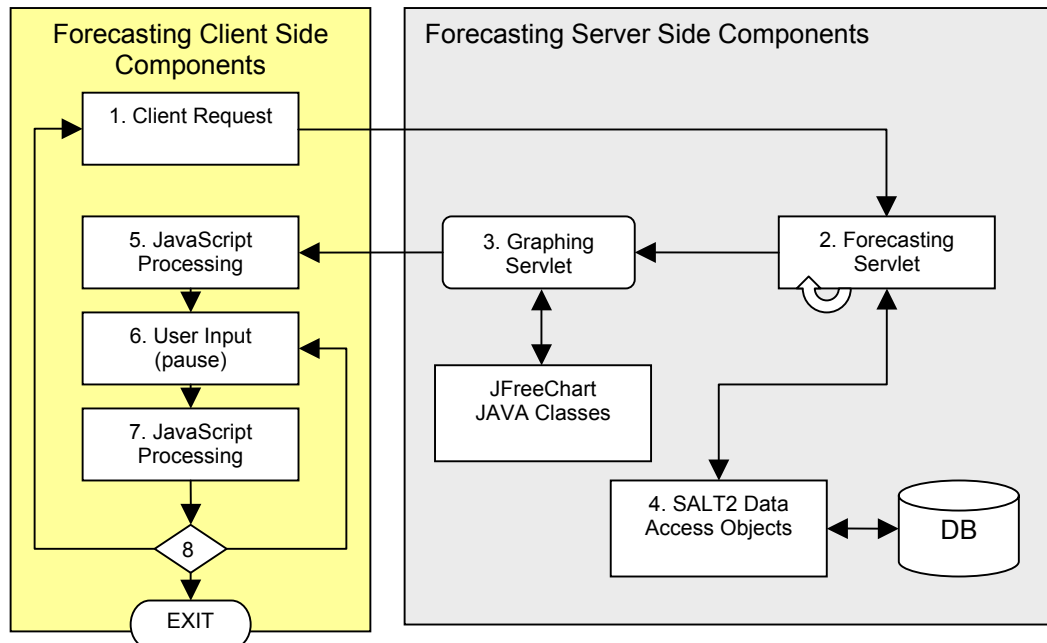 Forecasting Client Side
Components
1. Client Request
5. JavaScript
Processing
6. User Input
(pause)
7. JavaScript
Processing
8
EXIT
Forecasting Server Side Components
3. Graphing
Servlet
2. Forecasting
Servlet
JFreeChart
JAVA Classes
4. SALT2 Data
Access Objects
DB